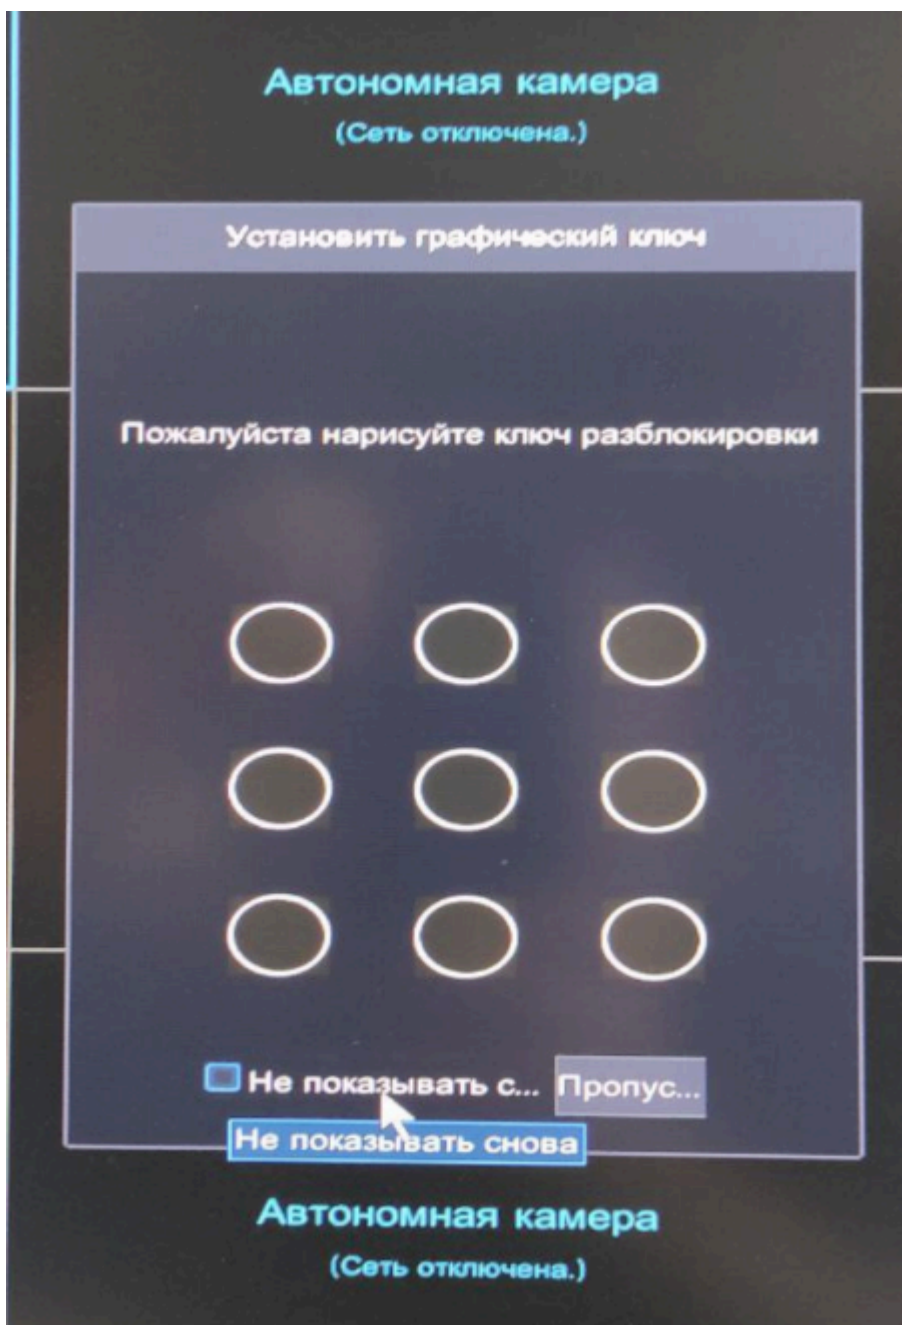 Автономная камера
(Сеть отключена.)
Установить графический ключ
Пожалуйста нарисуйте ключ разблокировки
Не показывать с... Пропус...
Не показывать снова
Автономная камера
(Сеть отключена.)